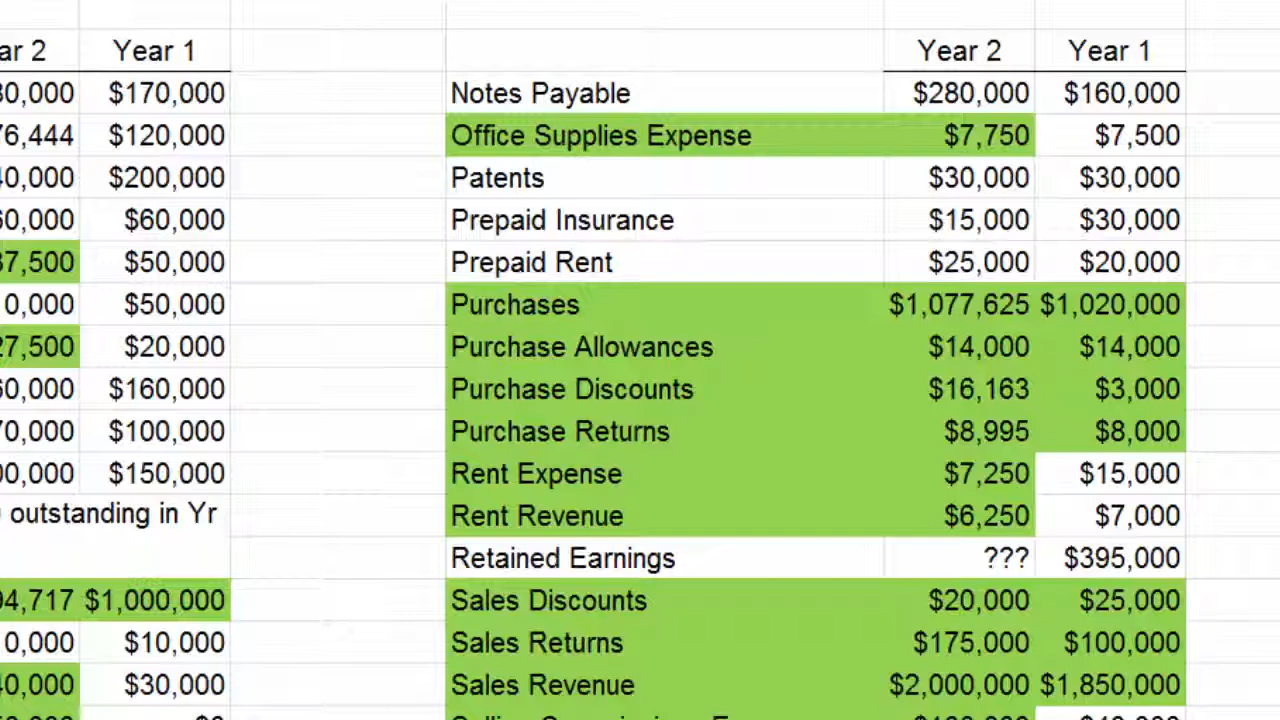 Year 1 Year 2 Year 1
$170,000 Notes Payable $280,000 $160,000
$120,000 Office Supplies Expense $7,750 $7,500
$200,000 Patents $30,000 $30,000
$60,000 Prepaid Insurance $15,000 $30,000
$50,000 Prepaid Rent $25,000 $20,000
$50,000 Purchases $1,077,625 $1,020,000
$20,000 Purchase Allowances $14,000 $14,000
$160,000 Purchase Discounts $16,163 $3,000
$100,000 Purchase Returns $8,995 $8,000
$150,000 Rent Expense $7,250 $15,000
outstanding in Yr Rent Revenue $6,250 $7,000
Retained Earnings ??? $395,000
$1,000,000 Sales Discounts $20,000 $25,000
$10,000 Sales Returns $175,000 $100,000
$30,000 Sales Revenue $2,000,000 $1,850,000